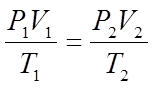 P₁V₁/T₁ = P₂V₂/T₂